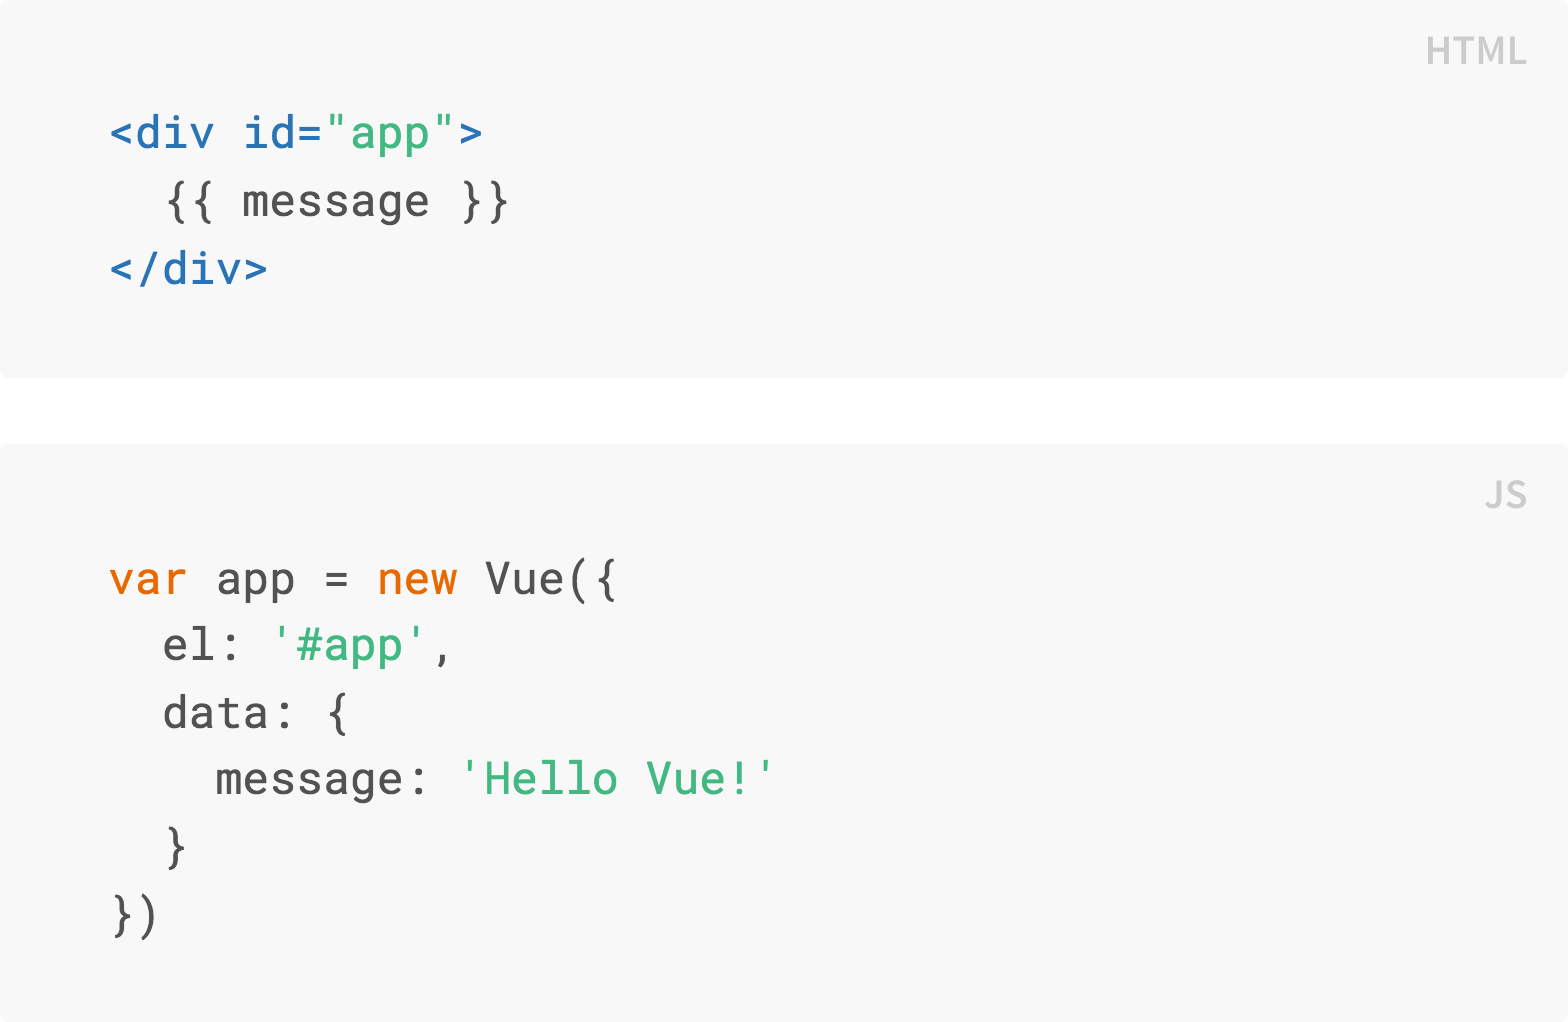 HTML
<div id="app">
  {{ message }}
</div>
JS
var app = new Vue({
  el: '#app',
  data: {
    message: 'Hello Vue!'
  }
})